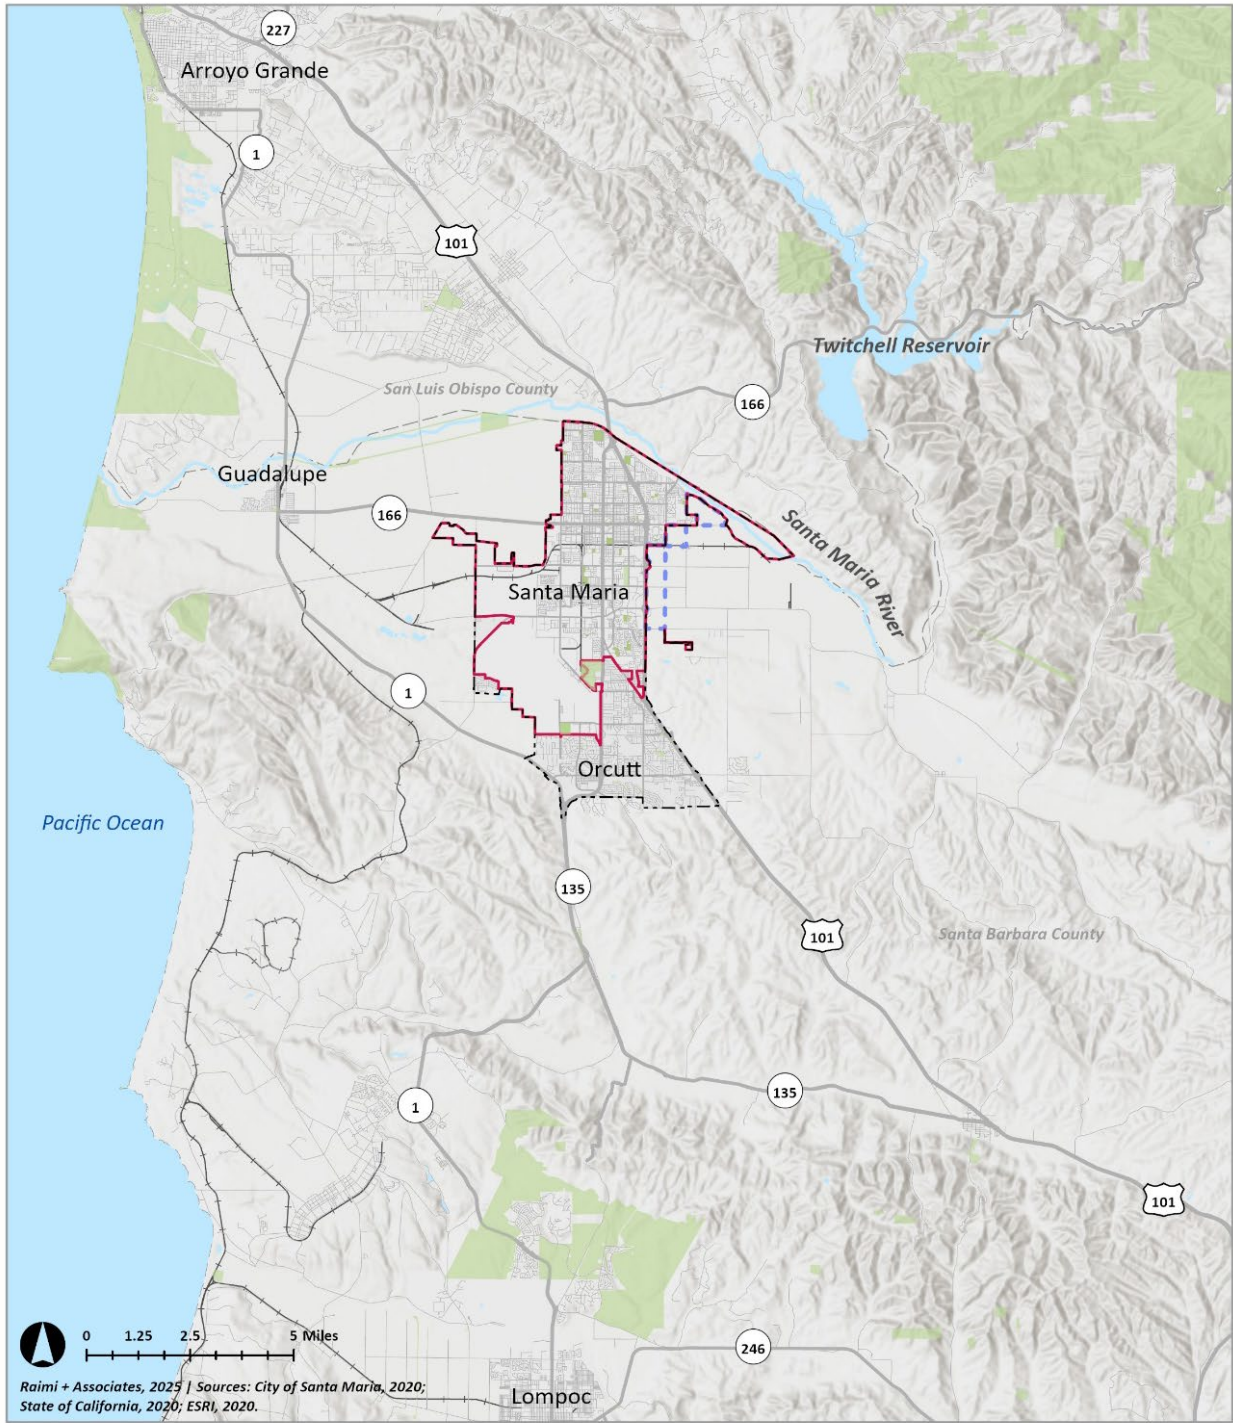 227
Arroyo Grande
1
101
Twitchell Reservoir
San Luis Obispo County
166
Guadalupe
166
Santa Maria River
Santa Maria
1
Orcutt
Pacific Ocean
135
101
Santa Barbara County
135
1
101
0 1.25 2.5 5 Miles
246
Raimi + Associates, 2025 | Sources: City of Santa Maria, 2020;
State of California, 2020; ESRI, 2020.
Lompoc